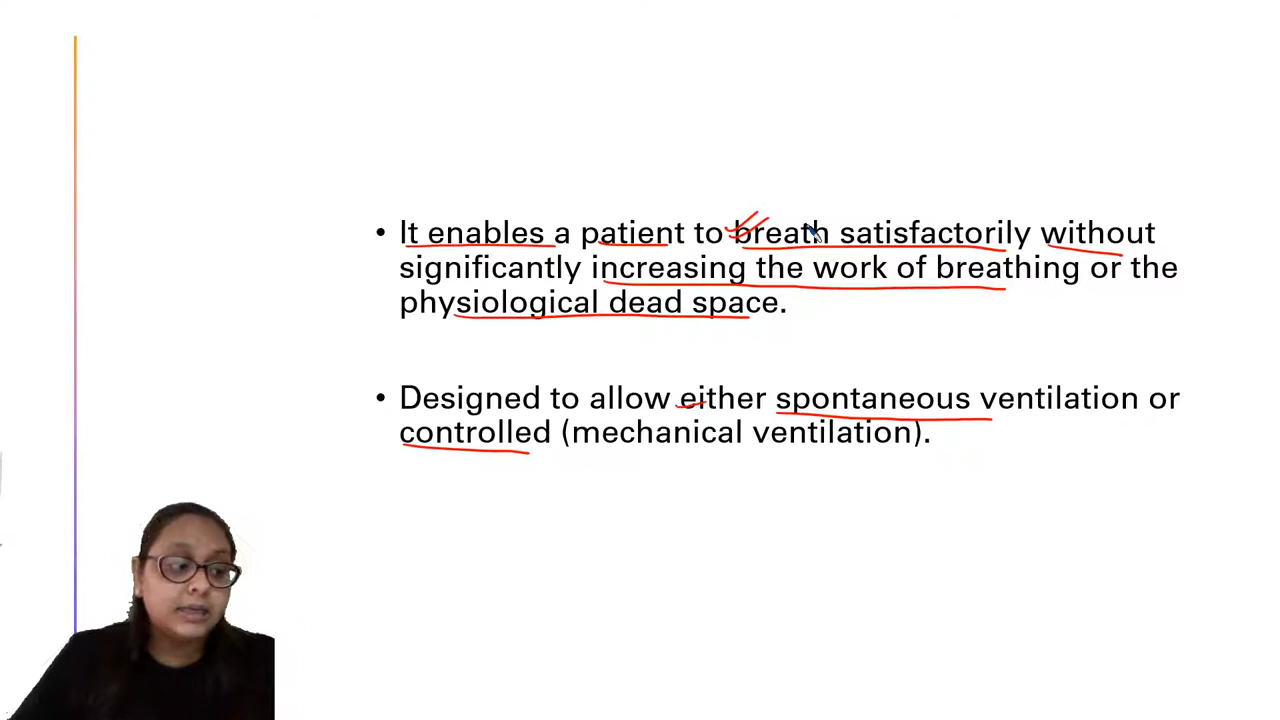 • It enables a patient to breath satisfactorily without
significantly increasing the work of breathing or the
physiological dead space.
• Designed to allow either spontaneous ventilation or
controlled (mechanical ventilation).